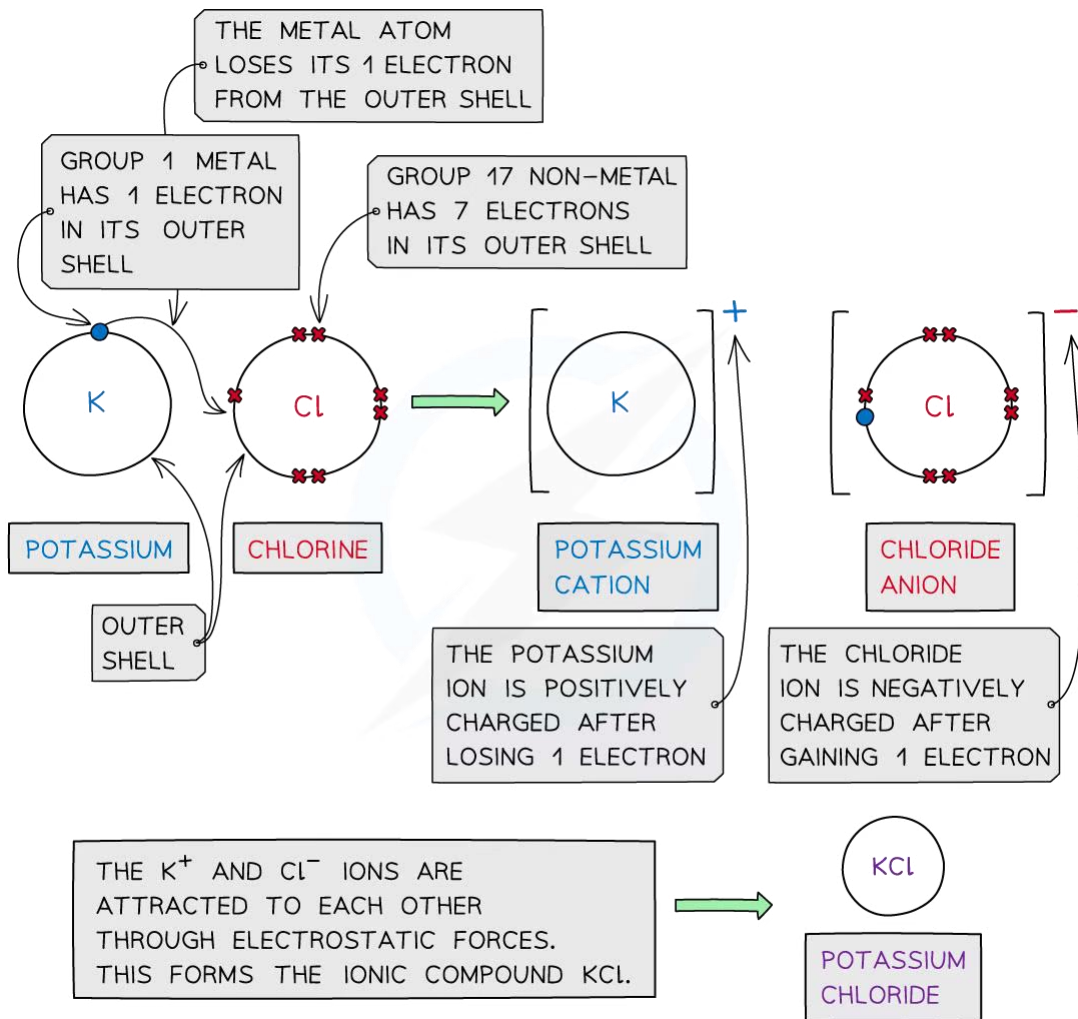 THE METAL ATOM
LOSES ITS 1 ELECTRON
FROM THE OUTER SHELL
GROUP 1 METAL
HAS 1 ELECTRON
IN ITS OUTER
SHELL
GROUP 17 NON-METAL
HAS 7 ELECTRONS
IN ITS OUTER SHELL
K
Cl
K
+
Cl
−
POTASSIUM
CHLORINE
POTASSIUM
CATION
CHLORIDE
ANION
OUTER
SHELL
THE POTASSIUM
ION IS POSITIVELY
CHARGED AFTER
LOSING 1 ELECTRON
THE CHLORIDE
ION IS NEGATIVELY
CHARGED AFTER
GAINING 1 ELECTRON
THE K⁺ AND Cl⁻ IONS ARE
ATTRACTED TO EACH OTHER
THROUGH ELECTROSTATIC FORCES.
THIS FORMS THE IONIC COMPOUND KCl.
KCl
POTASSIUM
CHLORIDE